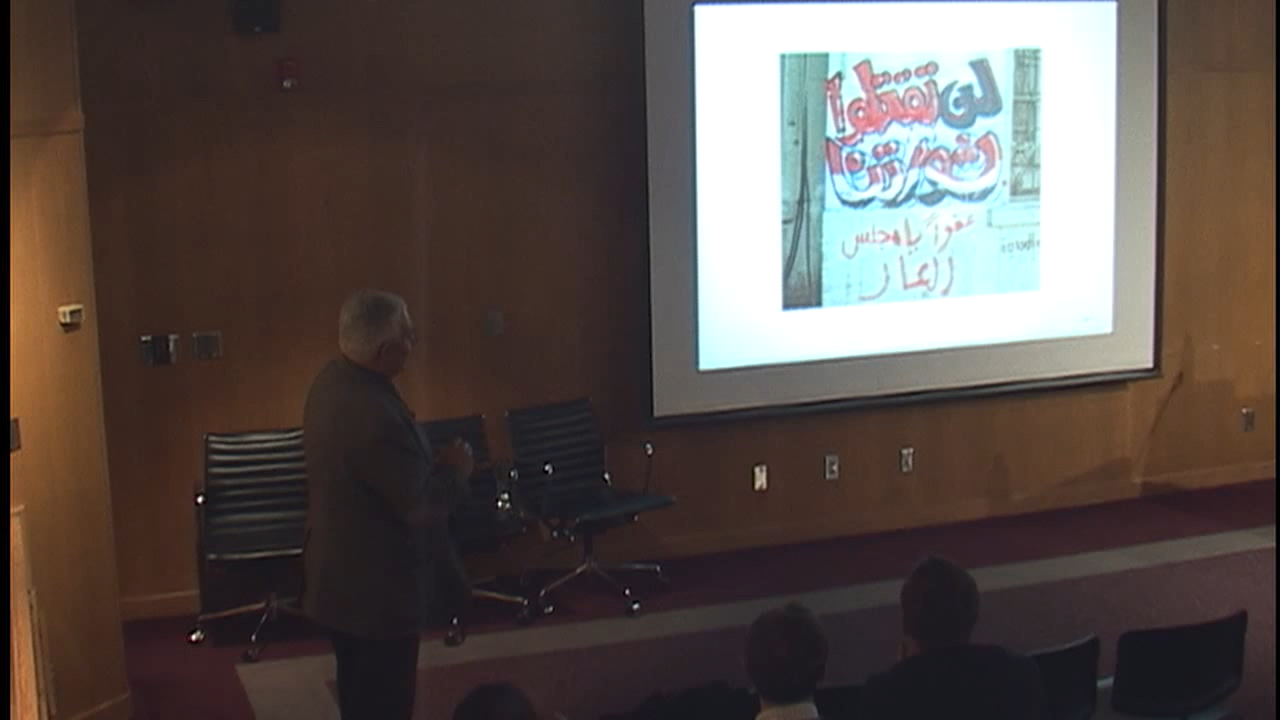 لن تقتلوا
ثورتنا
عفواً يا مجلس
العار